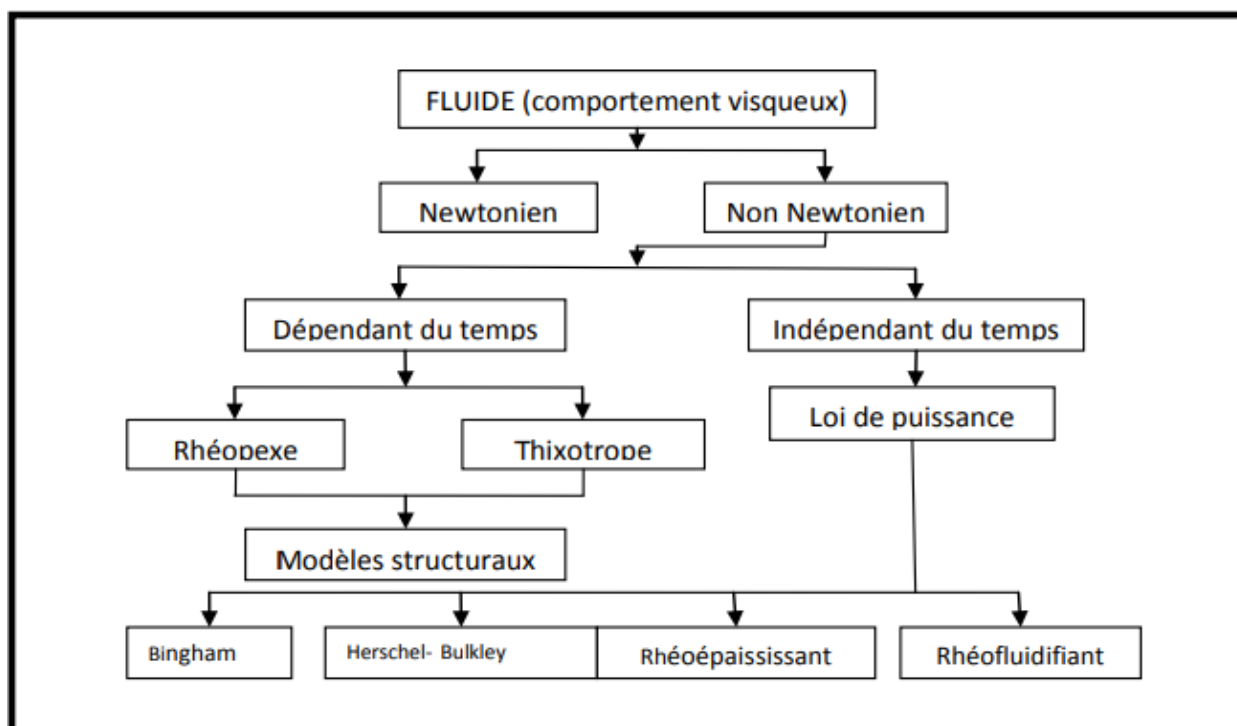 FLUIDE (comportement visqueux)
Newtonien
Non Newtonien
Dépendant du temps
Indépendant du temps
Rhéopexe
Thixotrope
Loi de puissance
Modèles structuraux
Bingham
Herschel- Bulkley
Rhéoépaississant
Rhéofluidifiant